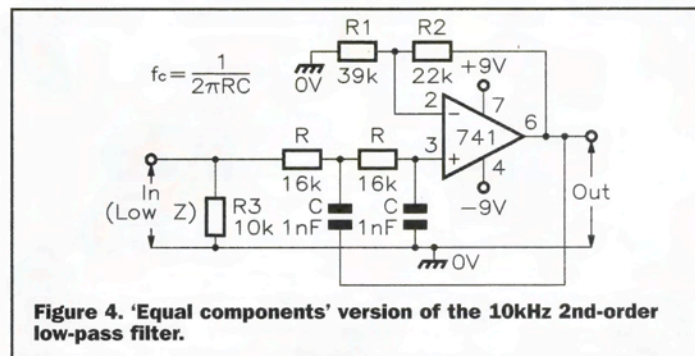 R1
R2
39k
22k
0V
fc = 1/2πRC
+9V
2
−
7
6
741
3
+
4
−9V
R
R
16k
16k
In
(Low Z)
R3
10k
C
1nF
C
1nF
0V
Out
Figure 4. 'Equal components' version of the 10kHz 2nd-order
low-pass filter.